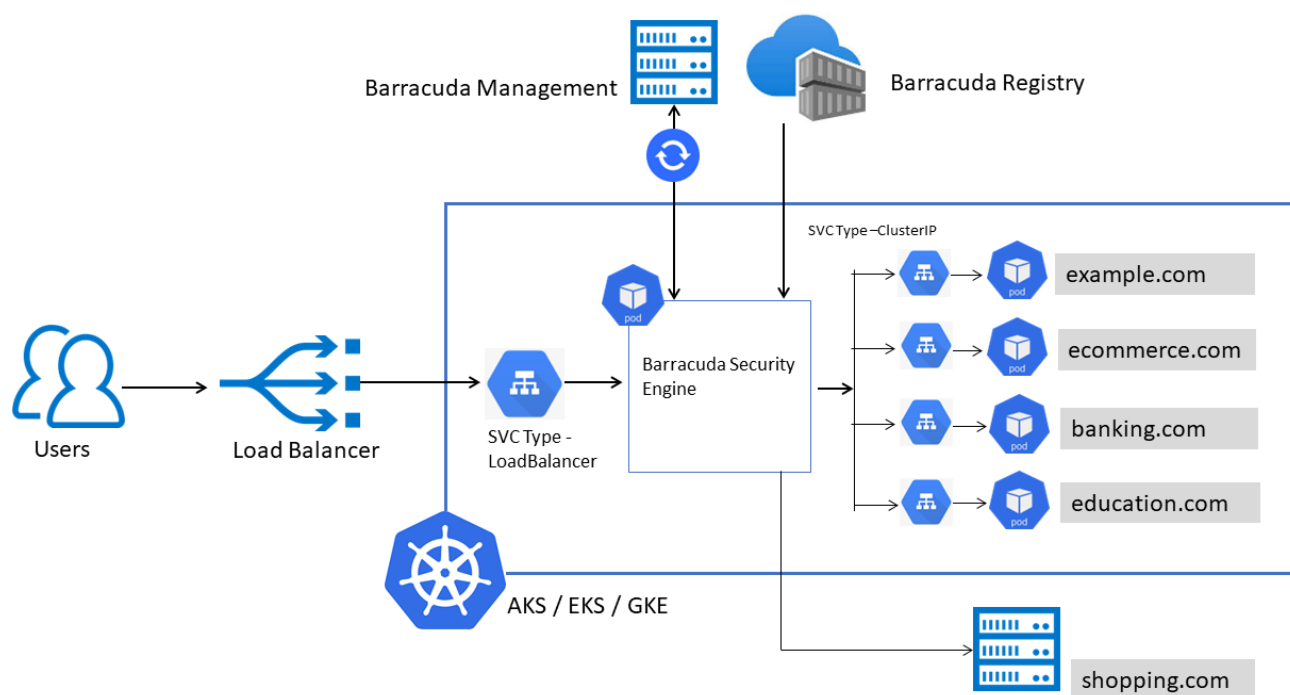 Barracuda Management
Barracuda Registry
SVC Type –ClusterIP
pod
example.com
pod
Barracuda Security
Engine
pod
ecommerce.com
Users
Load Balancer
SVC Type -
LoadBalancer
pod
banking.com
pod
education.com
AKS / EKS / GKE
shopping.com